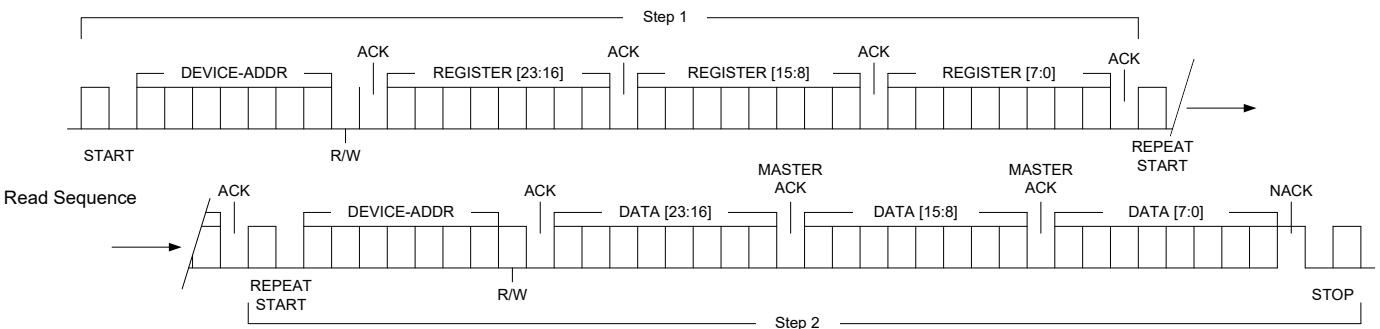 Step 1
ACK ACK ACK ACK
DEVICE-ADDR REGISTER [23:16] REGISTER [15:8] REGISTER [7:0]
START R/W REPEAT
START
Read Sequence
ACK ACK MASTER
ACK MASTER
ACK NACK
DEVICE-ADDR DATA [23:16] DATA [15:8] DATA [7:0]
REPEAT
START R/W STOP
Step 2